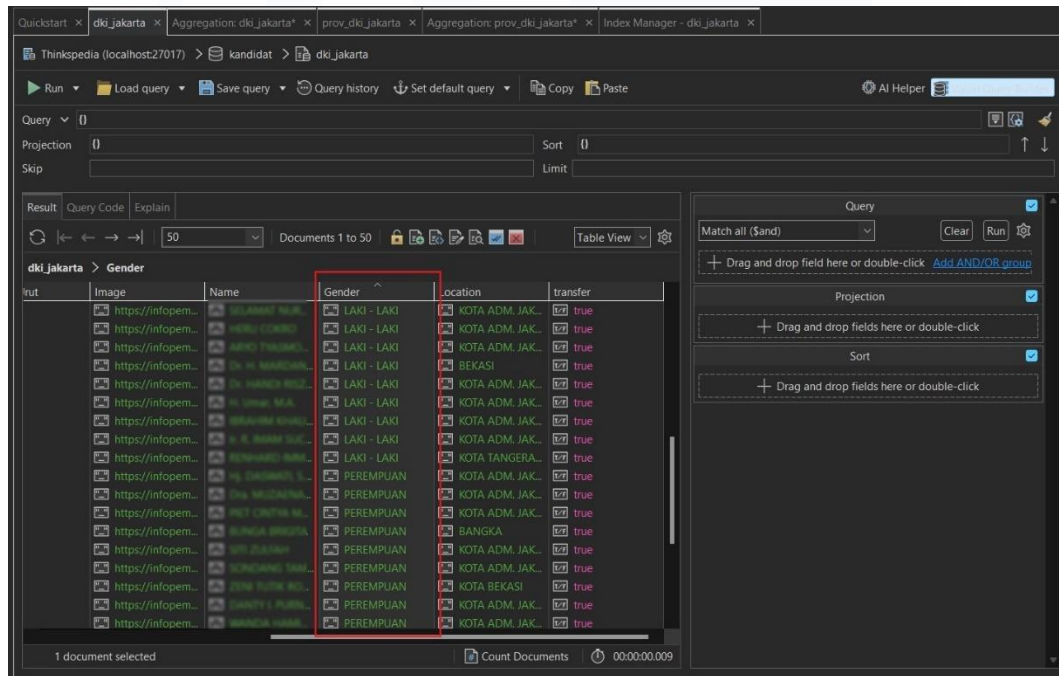 Quickstart × dki_jakarta × Aggregation: dki_jakarta* × prov_dki_jakarta × Aggregation: prov_dki_jakarta* × Index Manager - dki_jakarta ×
Thinkspedia (localhost:27017) > kandidat > dki_jakarta
Run Load query Save query Query history Set default query Copy Paste AI Helper
Query {}
Projection {} Sort {}
Skip Limit
Result Query Code Explain
50 Documents 1 to 50 Table View
dki_jakarta > Gender
Irut Image Name Gender Location transfer
https://infopem... LAKI - LAKI KOTA ADM. JAK... true
https://infopem... LAKI - LAKI KOTA ADM. JAK... true
https://infopem... LAKI - LAKI KOTA ADM. JAK... true
https://infopem... LAKI - LAKI BEKASI true
https://infopem... LAKI - LAKI KOTA ADM. JAK... true
https://infopem... LAKI - LAKI KOTA ADM. JAK... true
https://infopem... LAKI - LAKI KOTA ADM. JAK... true
https://infopem... LAKI - LAKI KOTA ADM. JAK... true
https://infopem... LAKI - LAKI KOTA TANGERA... true
https://infopem... PEREMPUAN KOTA ADM. JAK... true
https://infopem... PEREMPUAN KOTA ADM. JAK... true
https://infopem... PEREMPUAN KOTA ADM. JAK... true
https://infopem... PEREMPUAN BANGKA true
https://infopem... PEREMPUAN KOTA ADM. JAK... true
https://infopem... PEREMPUAN KOTA ADM. JAK... true
https://infopem... PEREMPUAN KOTA BEKASI true
https://infopem... PEREMPUAN KOTA ADM. JAK... true
https://infopem... PEREMPUAN KOTA ADM. JAK... true
1 document selected Count Documents 00:00:00.009
Query
Match all ($and) Clear Run
Drag and drop field here or double-click Add AND/OR group
Projection
Drag and drop fields here or double-click
Sort
Drag and drop fields here or double-click